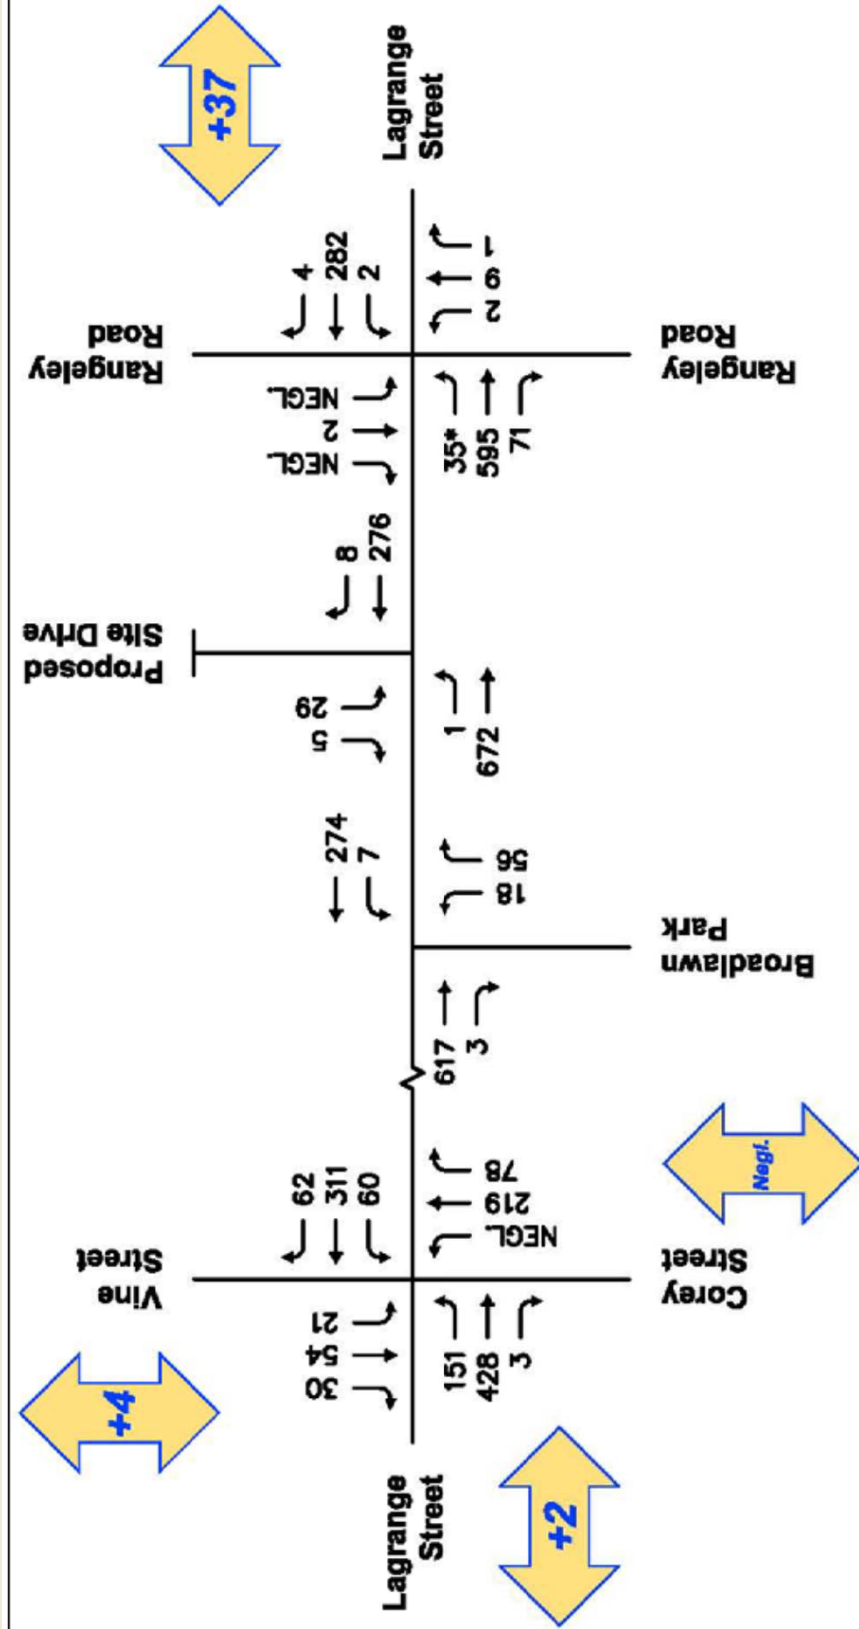 +37
Lagrange
Street
4
282
2
1
9
2
Rangeley
Road
Rangeley
Road
NEGL.
2
NEGL.
35*
595
71
8
276
Proposed
Site Drive
29
5
1
672
274
7
56
18
Broadlawn
Park
617
3
Negl.
62
311
60
78
219
NEGL.
Vine
Street
Corey
Street
21
54
30
151
428
3
+4
+2
Lagrange
Street